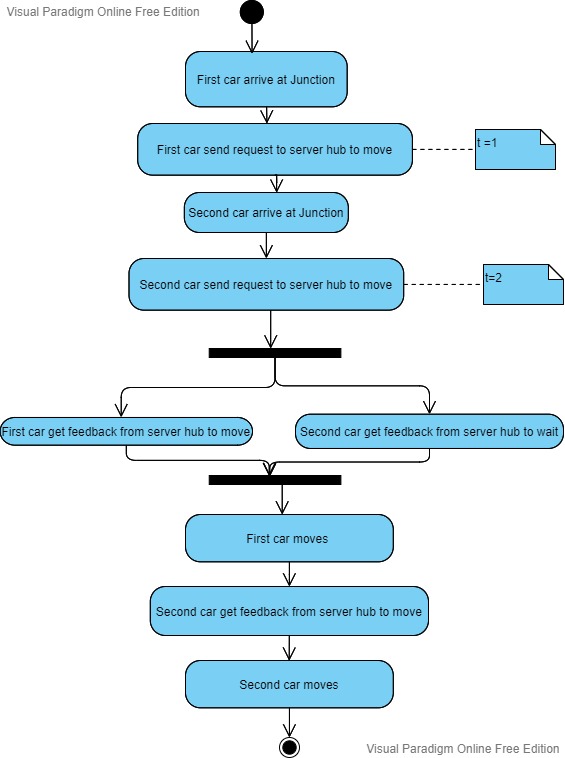 Visual Paradigm Online Free Edition
First car arrive at Junction
First car send request to server hub to move
t =1
Second car arrive at Junction
Second car send request to server hub to move
t=2
First car get feedback from server hub to move
Second car get feedback from server hub to wait
First car moves
Second car get feedback from server hub to move
Second car moves
Visual Paradigm Online Free Edition